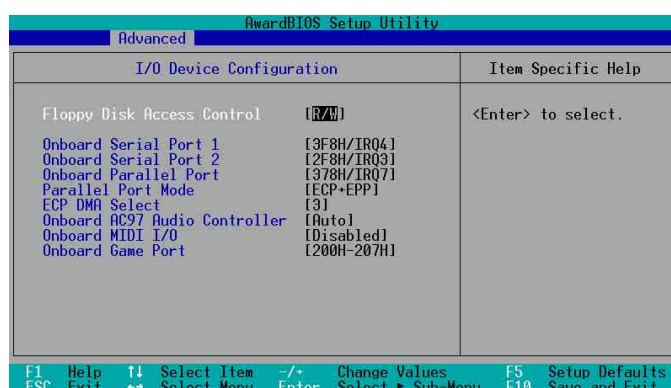 AwardBIOS Setup Utility
Advanced
I/O Device Configuration
Item Specific Help
Floppy Disk Access Control [R/W]
<Enter> to select.
Onboard Serial Port 1 [3F8H/IRQ4]
Onboard Serial Port 2 [2F8H/IRQ3]
Onboard Parallel Port [378H/IRQ7]
Parallel Port Mode [ECP+EPP]
ECP DMA Select [3]
Onboard AC97 Audio Controller [Auto]
Onboard MIDI I/O [Disabled]
Onboard Game Port [200H-207H]
F1 Help ↑↓ Select Item -/+ Change Values F5 Setup Defaults
ESC Exit ←→ Select Menu Enter Select ► Sub-Menu F10 Save and Exit